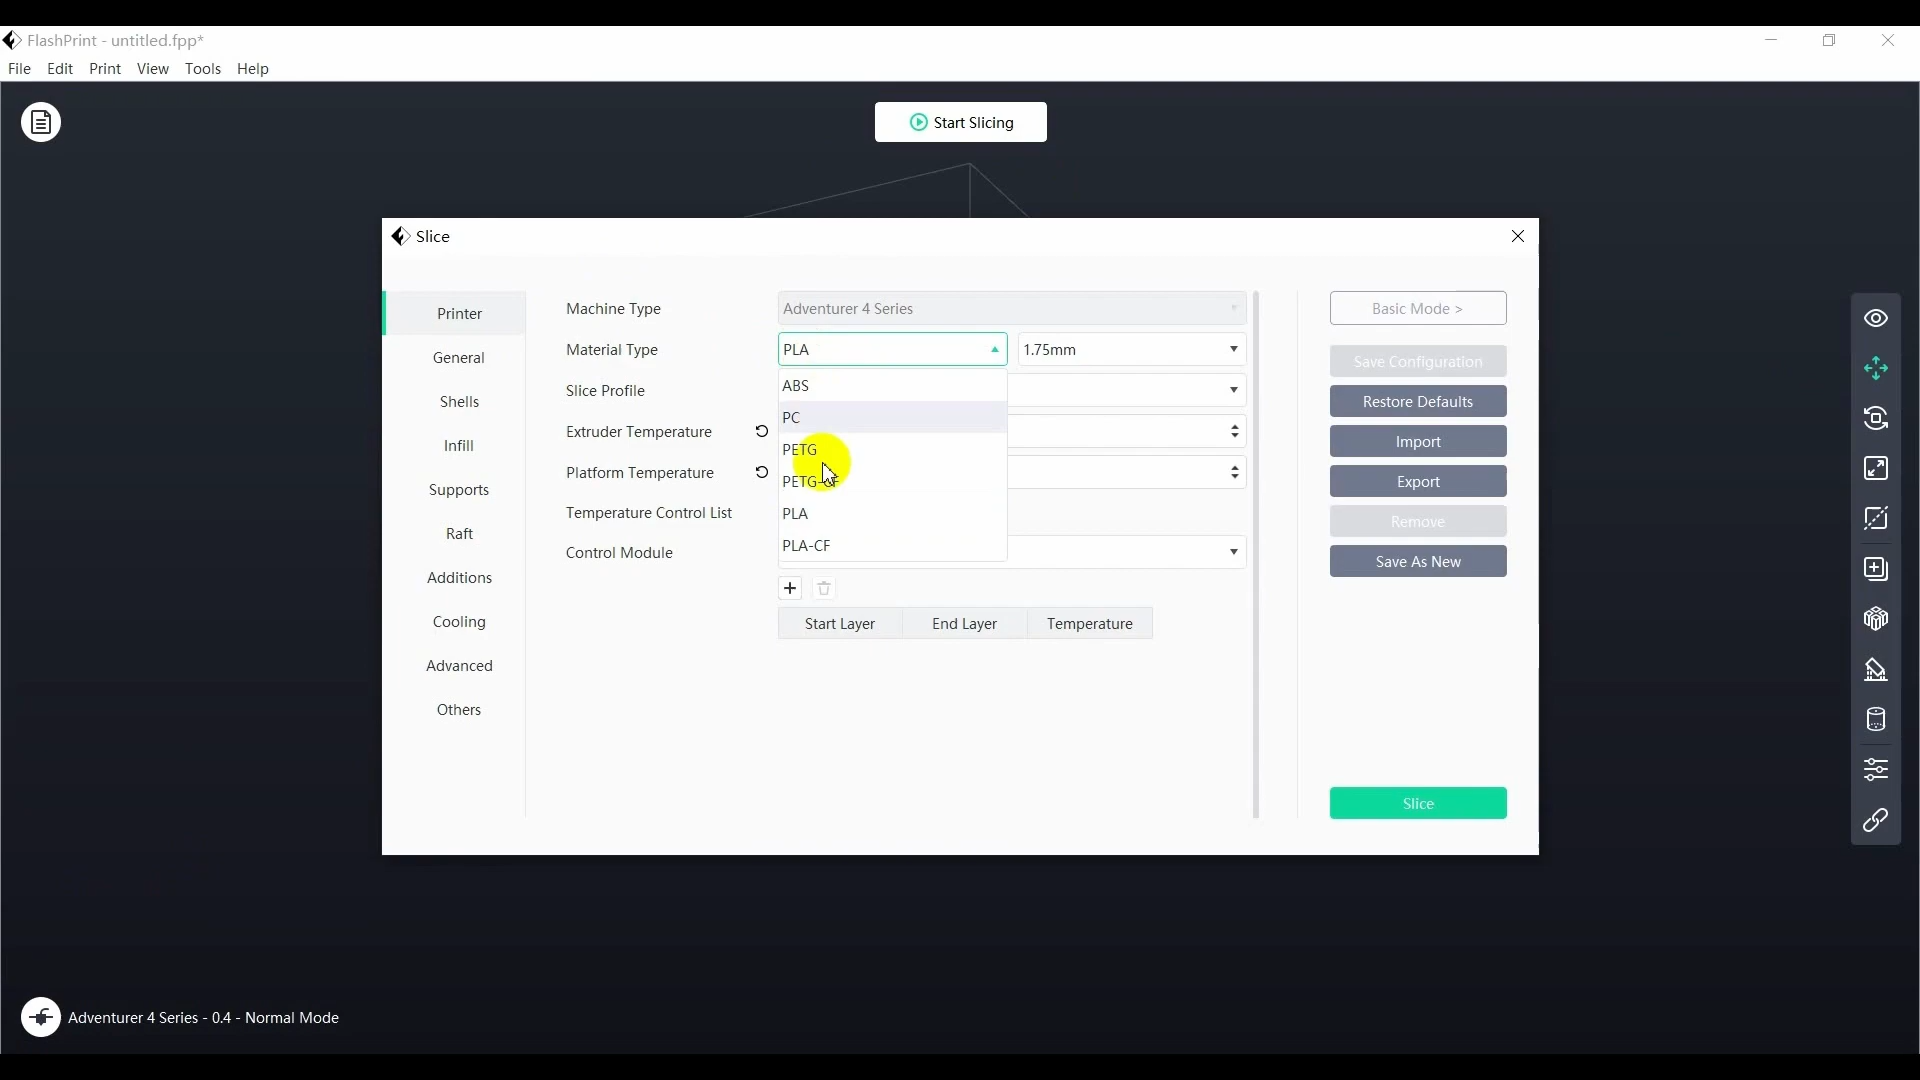 FlashPrint - untitled.fpp*
File Edit Print View Tools Help
Start Slicing
Slice
Printer
General
Shells
Infill
Supports
Raft
Additions
Cooling
Advanced
Others
Machine Type Adventurer 4 Series
Material Type PLA 1.75mm
Slice Profile
Extruder Temperature
Platform Temperature
Temperature Control List
Control Module
ABS
PC
PETG
PETG-CF
PLA
PLA-CF
Start Layer End Layer Temperature
Basic Mode >
Save Configuration
Restore Defaults
Import
Export
Remove
Save As New
Slice
Adventurer 4 Series - 0.4 - Normal Mode